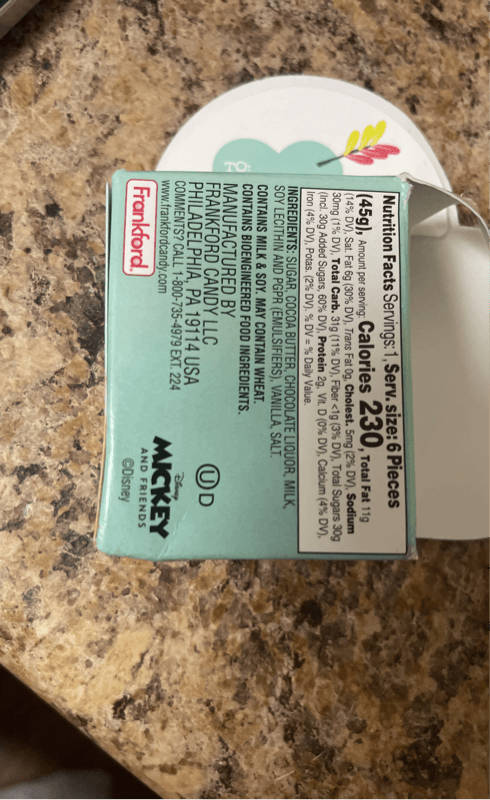 Nutrition Facts Servings: 1, Serv. size: 6 Pieces
(45g), Amount per serving: Calories 230, Total Fat 11g
(14% DV), Sat. Fat 6g (30% DV), Trans Fat 0g, Cholest. 5mg (2% DV), Sodium
30mg (1% DV), Total Carb. 31g (11% DV), Fiber <1g (3% DV), Total Sugars 30g
(Incl. 30g Added Sugars, 60% DV), Protein 2g, Vit. D (0% DV), Calcium (4% DV),
Iron (4% DV), Potas. (2% DV). % DV = % Daily Value.
INGREDIENTS: SUGAR, COCOA BUTTER, CHOCOLATE LIQUOR, MILK,
SOY LECITHIN AND PGPR (EMULSIFIERS), VANILLA, SALT.
CONTAINS MILK & SOY. MAY CONTAIN WHEAT.
CONTAINS BIOENGINEERED FOOD INGREDIENTS.
MANUFACTURED BY
FRANKFORD CANDY LLC
PHILADELPHIA, PA 19114 USA
COMMENTS? CALL 1-800-735-4979 EXT. 224
www.frankfordcandy.com
Frankford.
U D
Disney
MICKEY
AND FRIENDS
©Disney